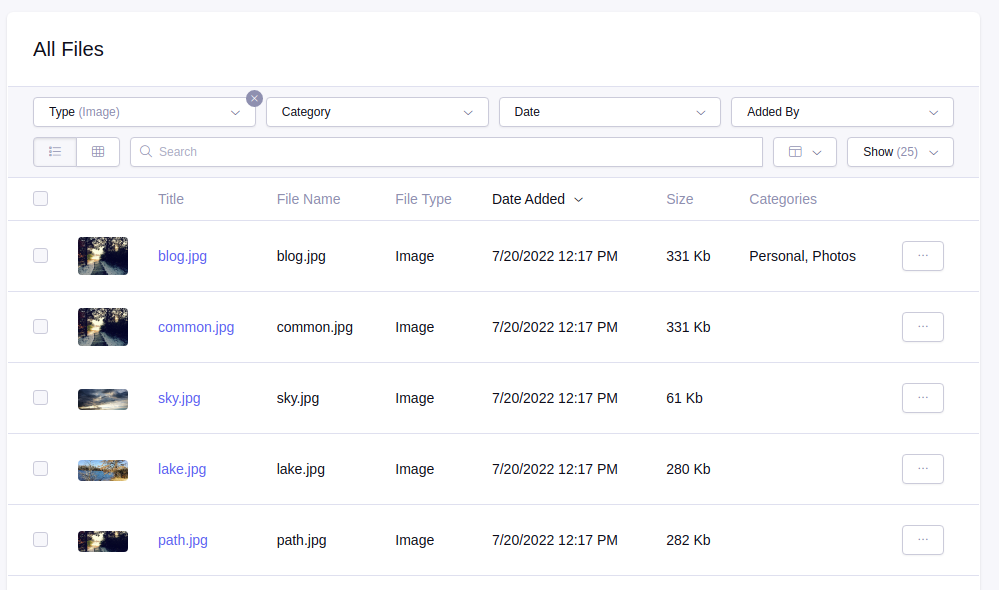 All Files
Type (Image) Category Date Added By
Search Show (25)
Title File Name File Type Date Added Size Categories
blog.jpg blog.jpg Image 7/20/2022 12:17 PM 331 Kb Personal, Photos ...
common.jpg common.jpg Image 7/20/2022 12:17 PM 331 Kb ...
sky.jpg sky.jpg Image 7/20/2022 12:17 PM 61 Kb ...
lake.jpg lake.jpg Image 7/20/2022 12:17 PM 280 Kb ...
path.jpg path.jpg Image 7/20/2022 12:17 PM 282 Kb ...